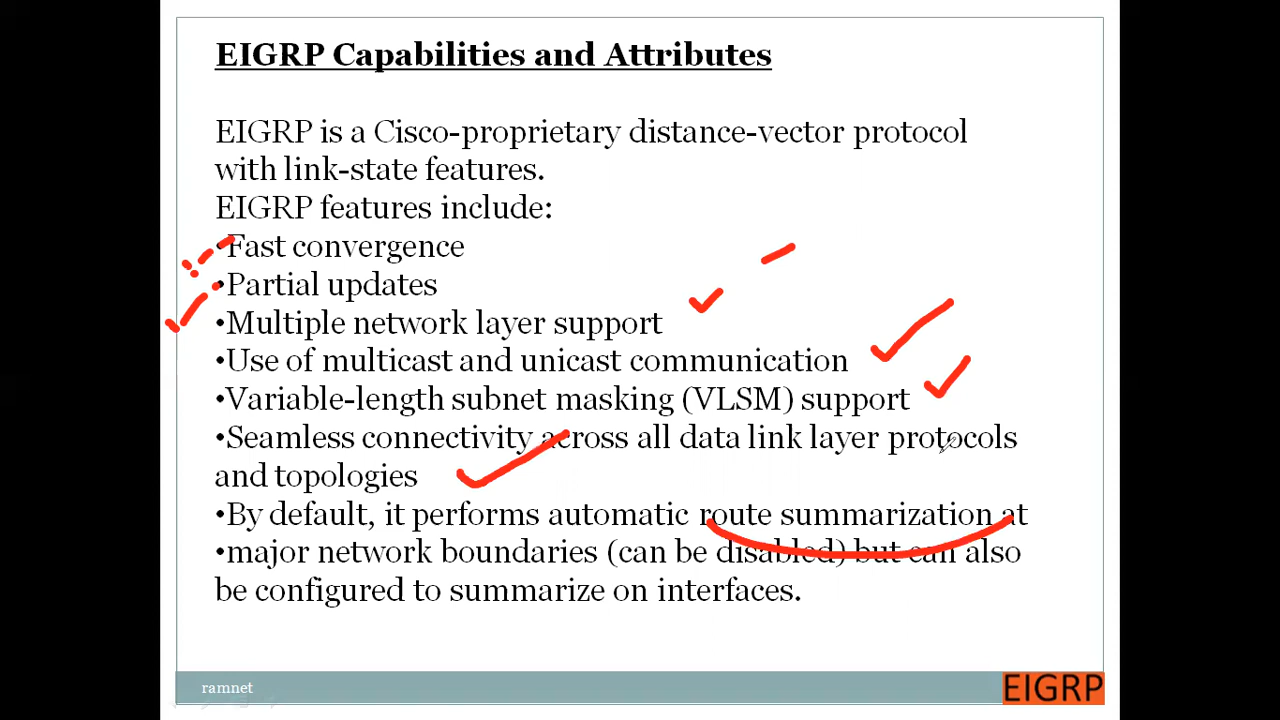 EIGRP Capabilities and Attributes
EIGRP is a Cisco-proprietary distance-vector protocol
with link-state features.
EIGRP features include:
•Fast convergence
•Partial updates
•Multiple network layer support
•Use of multicast and unicast communication
•Variable-length subnet masking (VLSM) support
•Seamless connectivity across all data link layer protocols
and topologies
•By default, it performs automatic route summarization at
•major network boundaries (can be disabled) but can also
be configured to summarize on interfaces.
ramnet
EIGRP